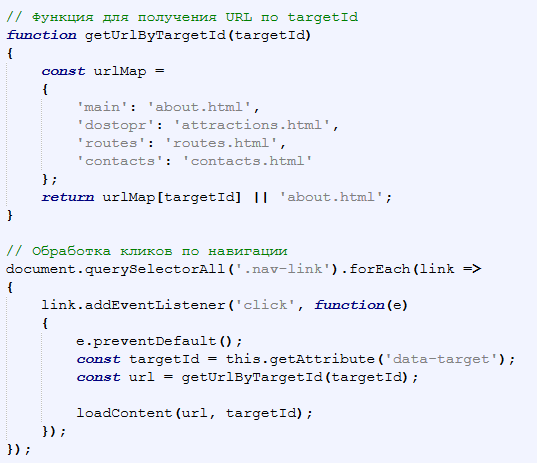 // Функция для получения URL по targetId
function getUrlByTargetId(targetId)
{
    const urlMap =
    {
        'main': 'about.html',
        'dostopr': 'attractions.html',
        'routes': 'routes.html',
        'contacts': 'contacts.html'
    };
    return urlMap[targetId] || 'about.html';
}

// Обработка кликов по навигации
document.querySelectorAll('.nav-link').forEach(link =>
{
    link.addEventListener('click', function(e)
    {
        e.preventDefault();
        const targetId = this.getAttribute('data-target');
        const url = getUrlByTargetId(targetId);

        loadContent(url, targetId);
    });
});